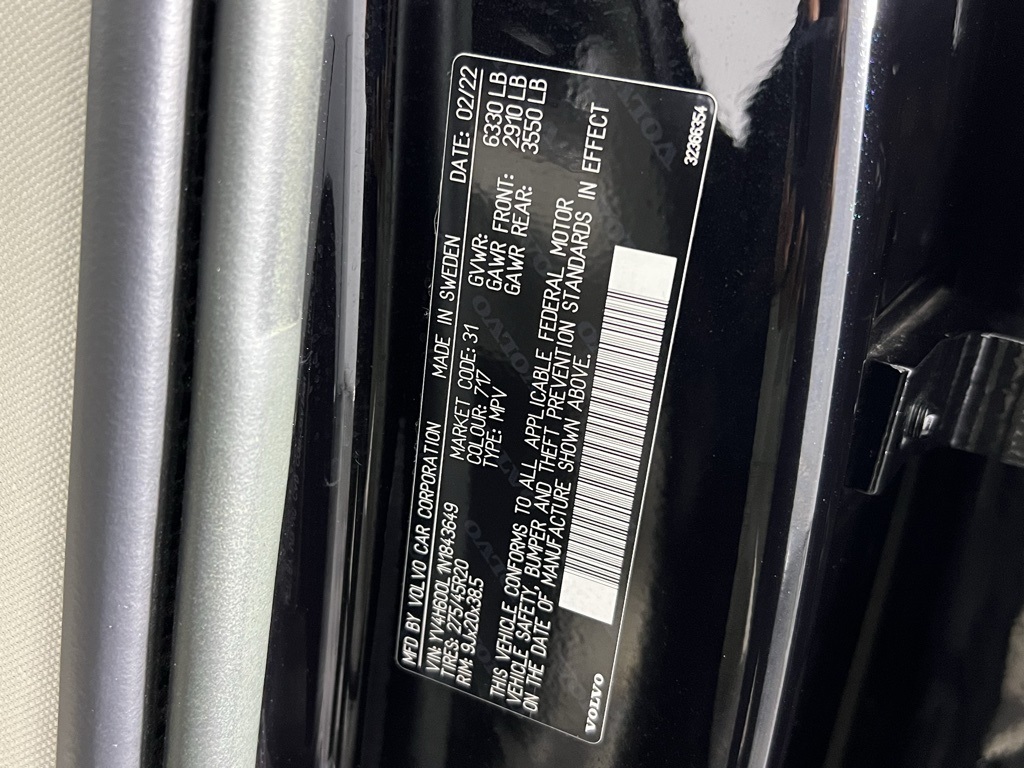 MFD BY VOLVO CAR CORPORATION MADE IN SWEDEN DATE: 02/22
VIN: YV4H600L1N1843649 MARKET CODE: 31 GVWR: 6330 LB
TIRES: 275/45R20 COLOUR: 717 GAWR FRONT: 2910 LB
RIM: 9Jx20x38.5 TYPE: MPV GAWR REAR: 3550 LB
THIS VEHICLE CONFORMS TO ALL APPLICABLE FEDERAL MOTOR
VEHICLE SAFETY, BUMPER AND THEFT PREVENTION STANDARDS IN EFFECT
ON THE DATE OF MANUFACTURE SHOWN ABOVE.
VOLVO 32366354